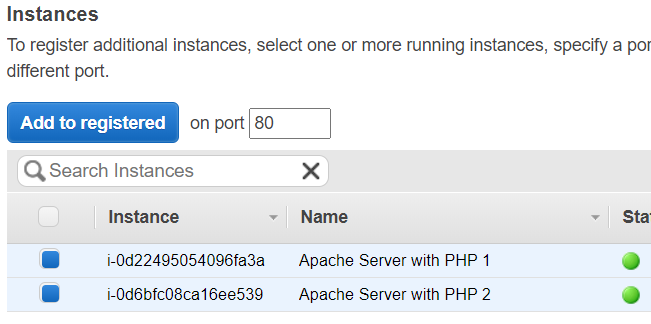 Instances
To register additional instances, select one or more running instances, specify a por
different port.
Add to registered on port 80
Search Instances
Instance Name Sta
i-0d22495054096fa3a Apache Server with PHP 1
i-0d6bfc08ca16ee539 Apache Server with PHP 2